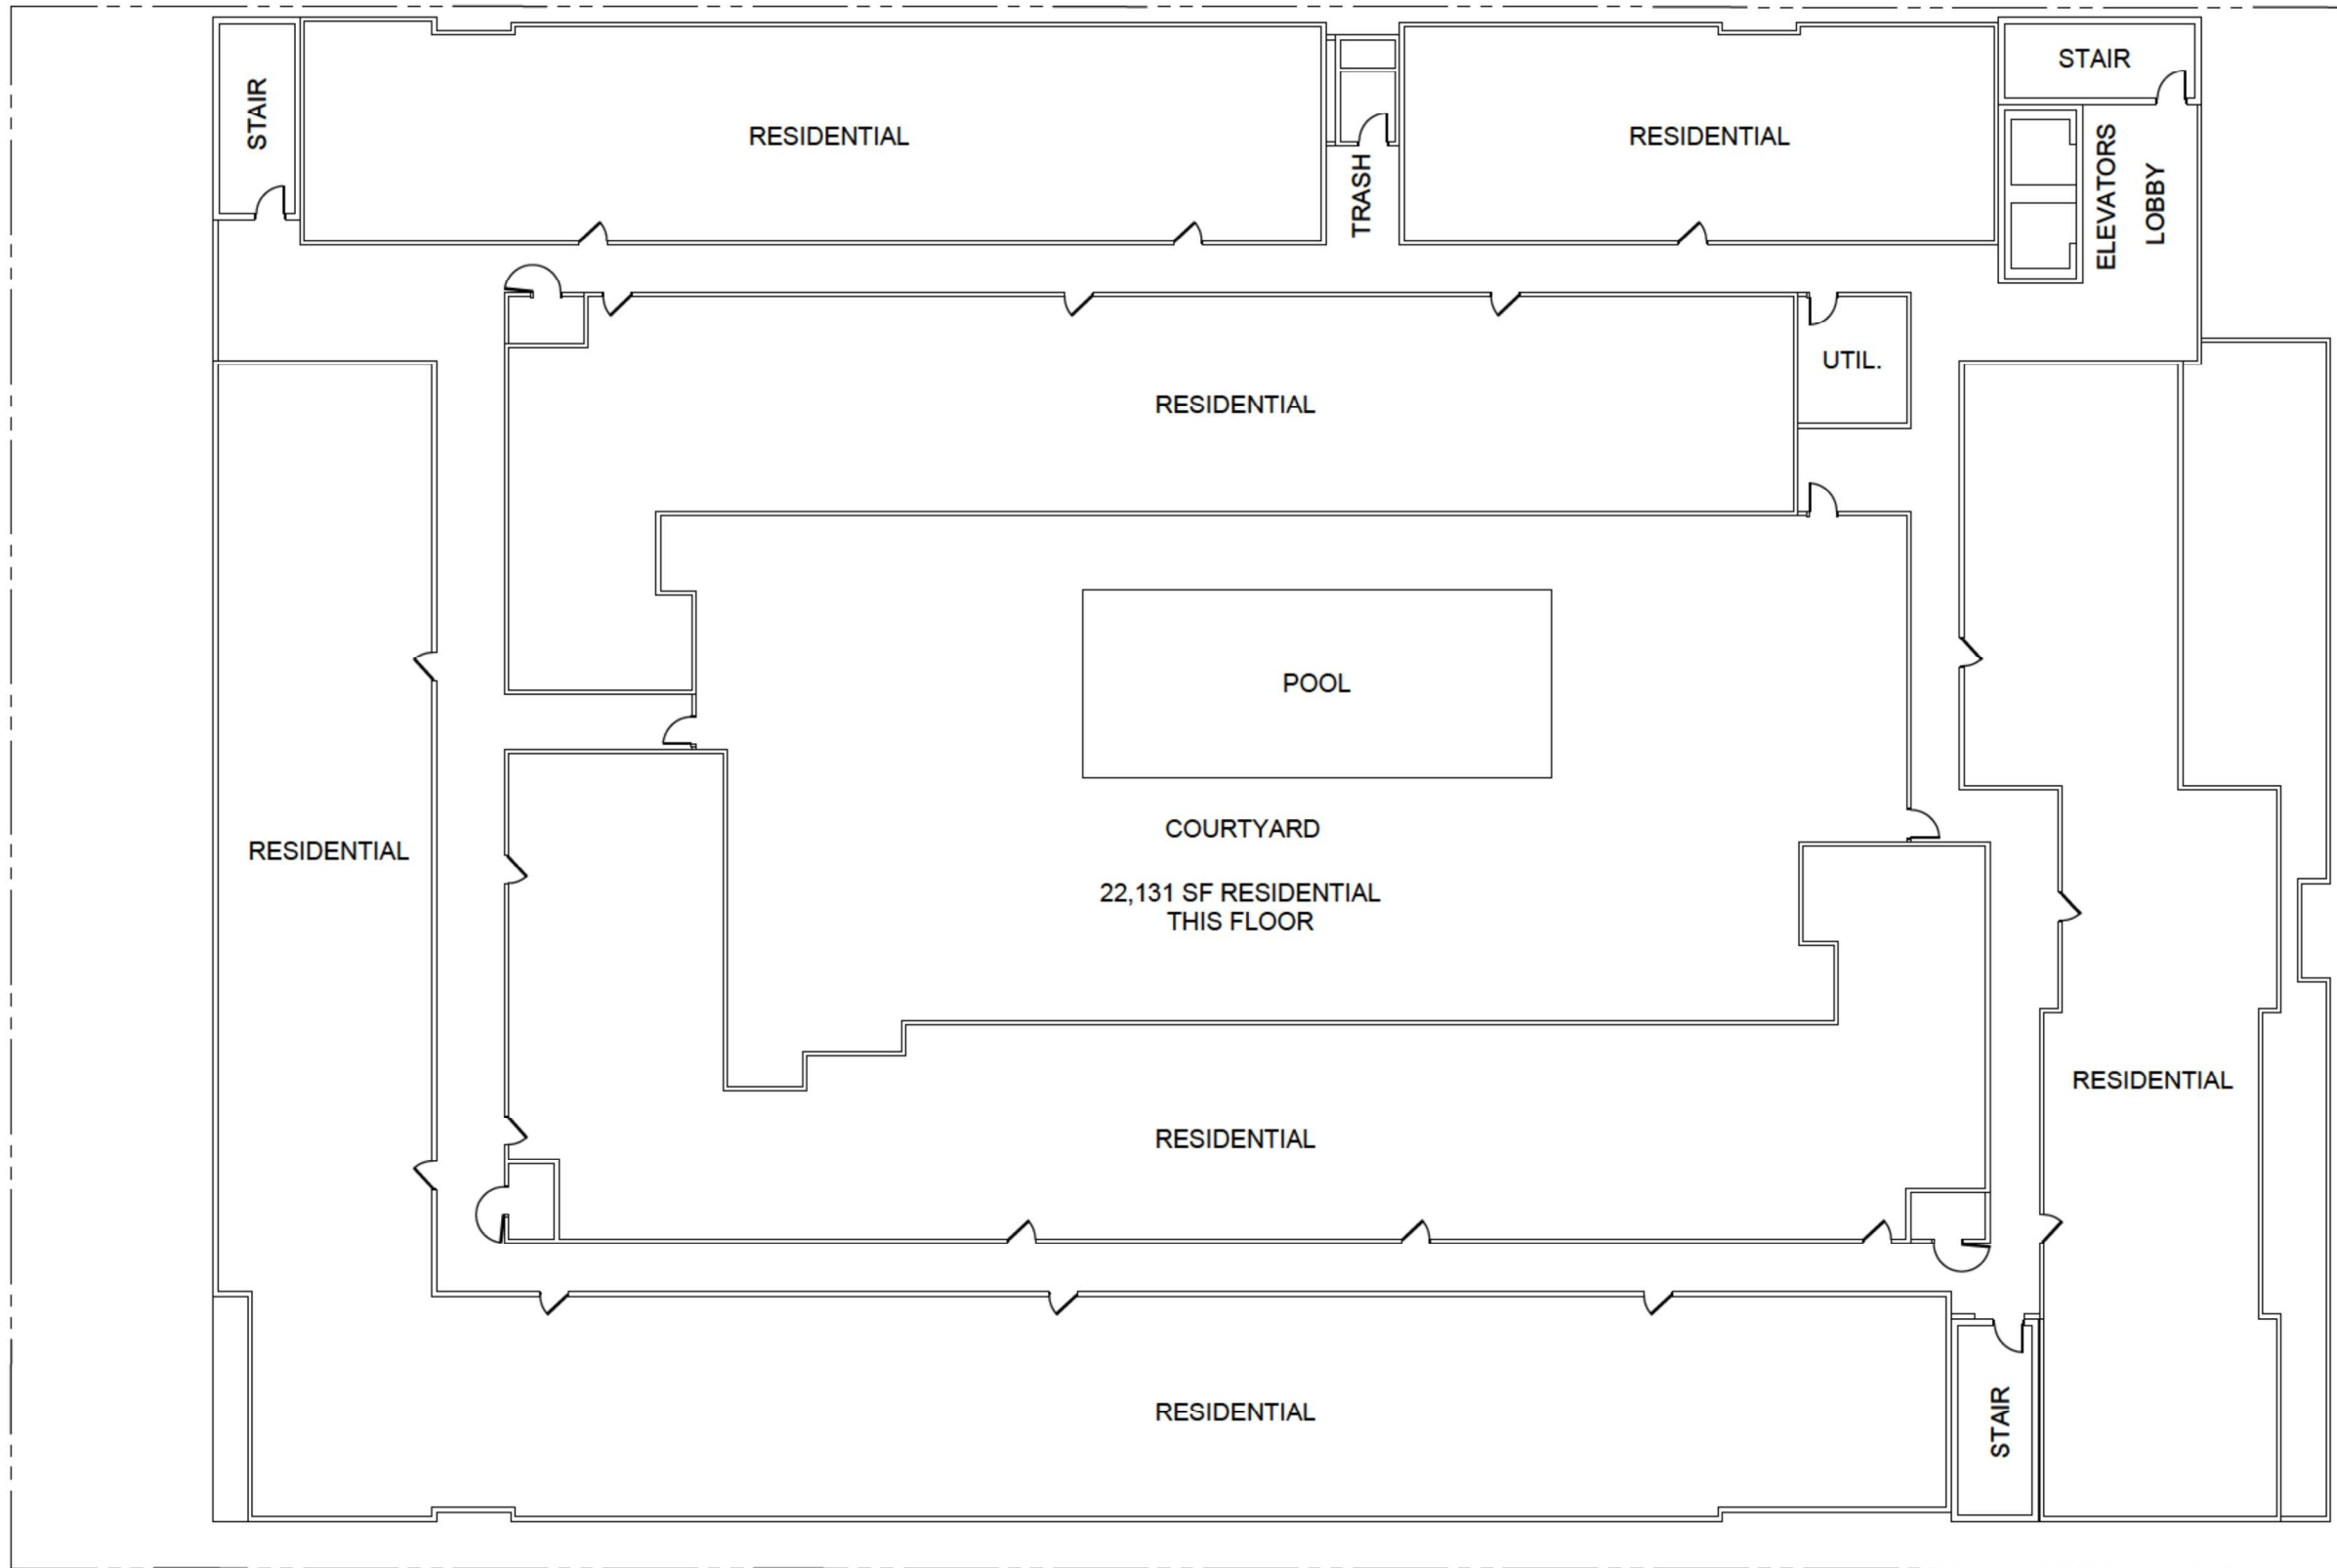 STAIR
STAIR
RESIDENTIAL
RESIDENTIAL
TRASH
ELEVATORS
LOBBY
UTIL.
RESIDENTIAL
POOL
COURTYARD
RESIDENTIAL
22,131 SF RESIDENTIAL
THIS FLOOR
RESIDENTIAL
RESIDENTIAL
RESIDENTIAL
STAIR